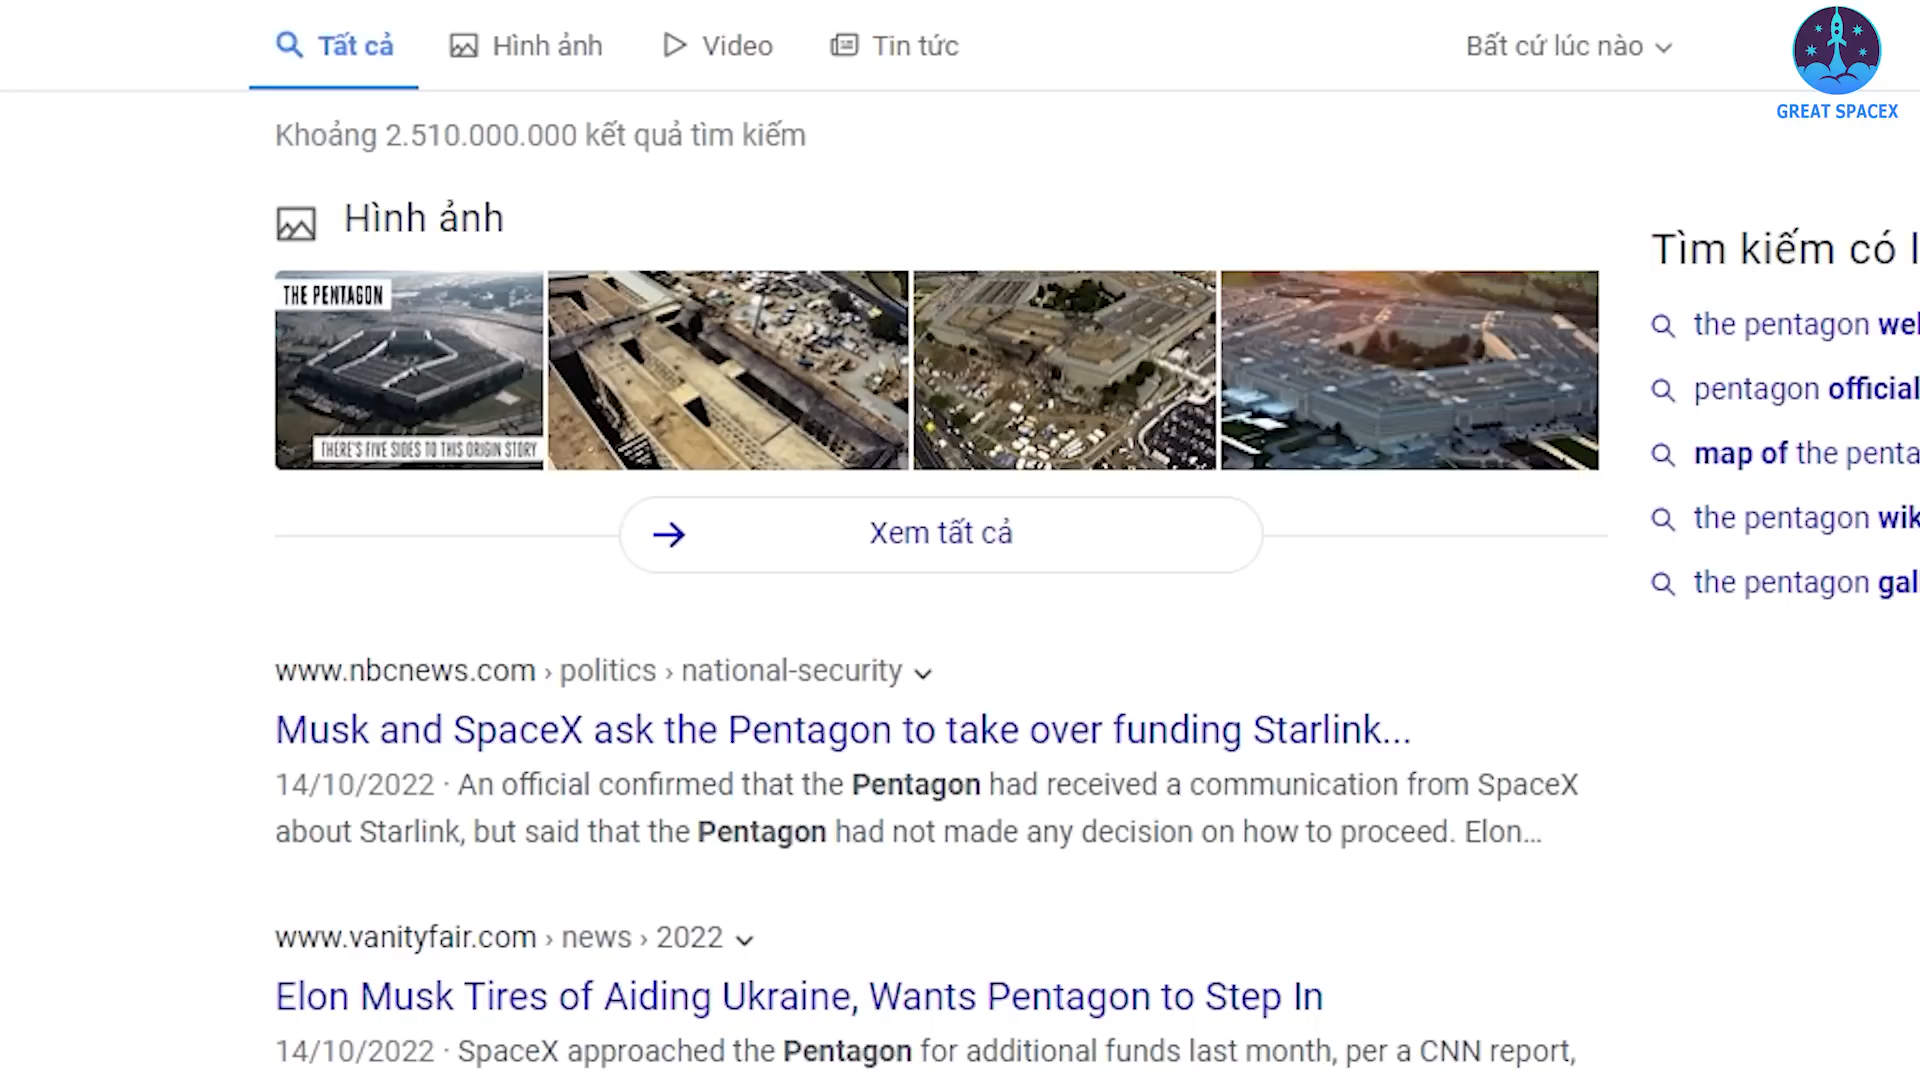 Tất cả
Hình ảnh
Video
Tin tức
Bất cứ lúc nào
GREAT SPACEX
Khoảng 2.510.000.000 kết quả tìm kiếm
Hình ảnh
THE PENTAGON
THERE'S FIVE SIDES TO THIS ORIGIN STORY
Xem tất cả
www.nbcnews.com › politics › national-security
Musk and SpaceX ask the Pentagon to take over funding Starlink...
14/10/2022 · An official confirmed that the Pentagon had received a communication from SpaceX
about Starlink, but said that the Pentagon had not made any decision on how to proceed. Elon...
www.vanityfair.com › news › 2022
Elon Musk Tires of Aiding Ukraine, Wants Pentagon to Step In
14/10/2022 · SpaceX approached the Pentagon for additional funds last month, per a CNN report,
Tìm kiếm có
the pentagon
pentagon official
map of the
the pentagon
the pentagon